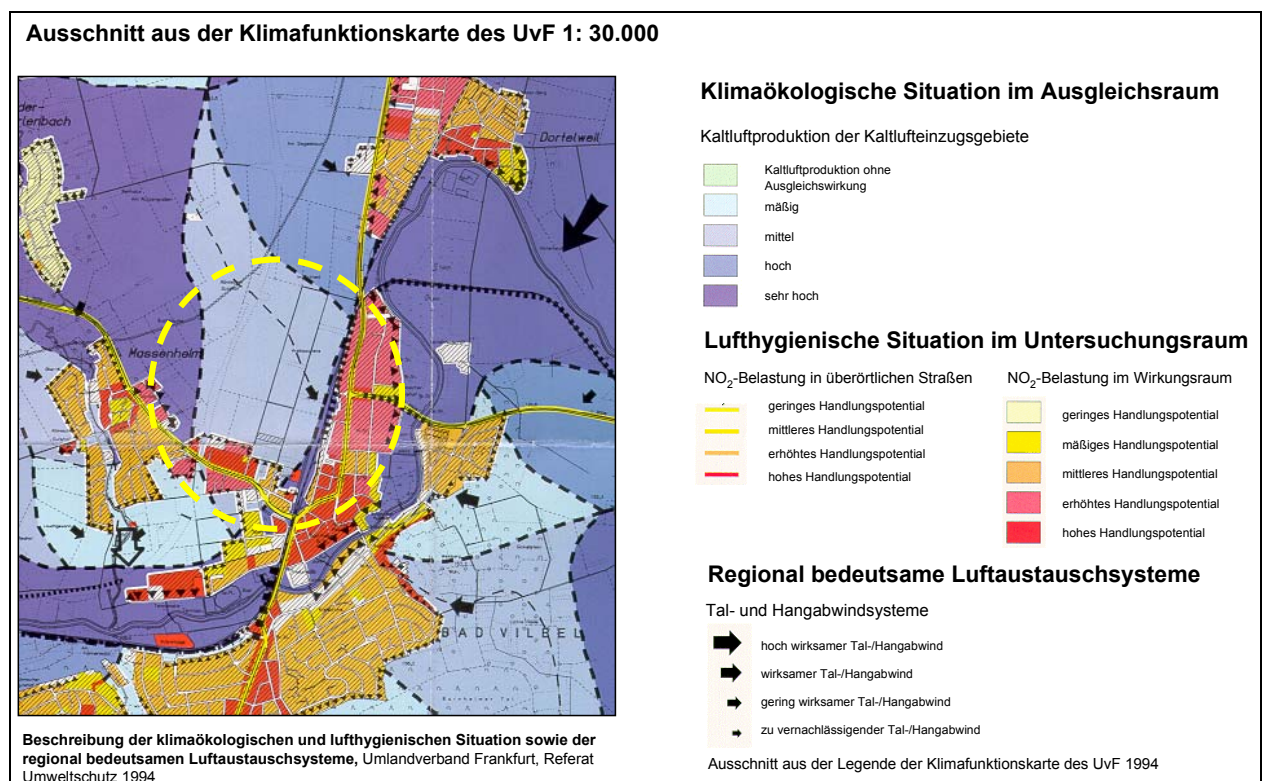 Ausschnitt aus der Klimafunktionskarte des UvF 1: 30.000
Dortelweil
Massenheim
BAD VILBEL
Beschreibung der klimaökologischen und lufthygienischen Situation sowie der
regional bedeutsamen Luftaustauschsysteme, Umlandverband Frankfurt, Referat
Umweltschutz 1994
Klimaökologische Situation im Ausgleichsraum
Kaltluftproduktion der Kaltlufteinzugsgebiete
Kaltluftproduktion ohne
Ausgleichswirkung
mäßig
mittel
hoch
sehr hoch
Lufthygienische Situation im Untersuchungsraum
NO2-Belastung in überörtlichen Straßen
geringes Handlungspotential
mittleres Handlungspotential
erhöhtes Handlungspotential
hohes Handlungspotential
NO2-Belastung im Wirkungsraum
geringes Handlungspotential
mäßiges Handlungspotential
mittleres Handlungspotential
erhöhtes Handlungspotential
hohes Handlungspotential
Regional bedeutsame Luftaustauschsysteme
Tal- und Hangabwindsysteme
hoch wirksamer Tal-/Hangabwind
wirksamer Tal-/Hangabwind
gering wirksamer Tal-/Hangabwind
zu vernachlässigender Tal-/Hangabwind
Ausschnitt aus der Legende der Klimafunktionskarte des UvF 1994